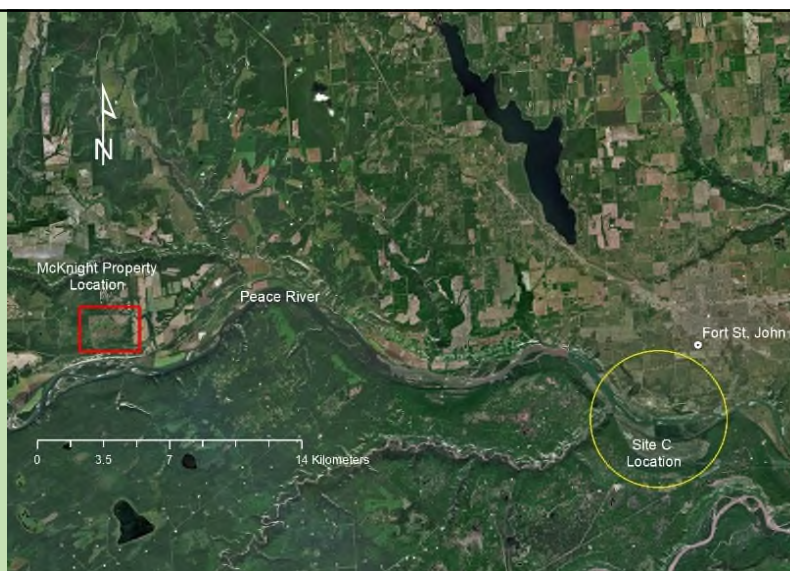 N
McKnight Property
Location
Peace River
Fort St. John
Site C
Location
0 3.5 7 14 Kilometers